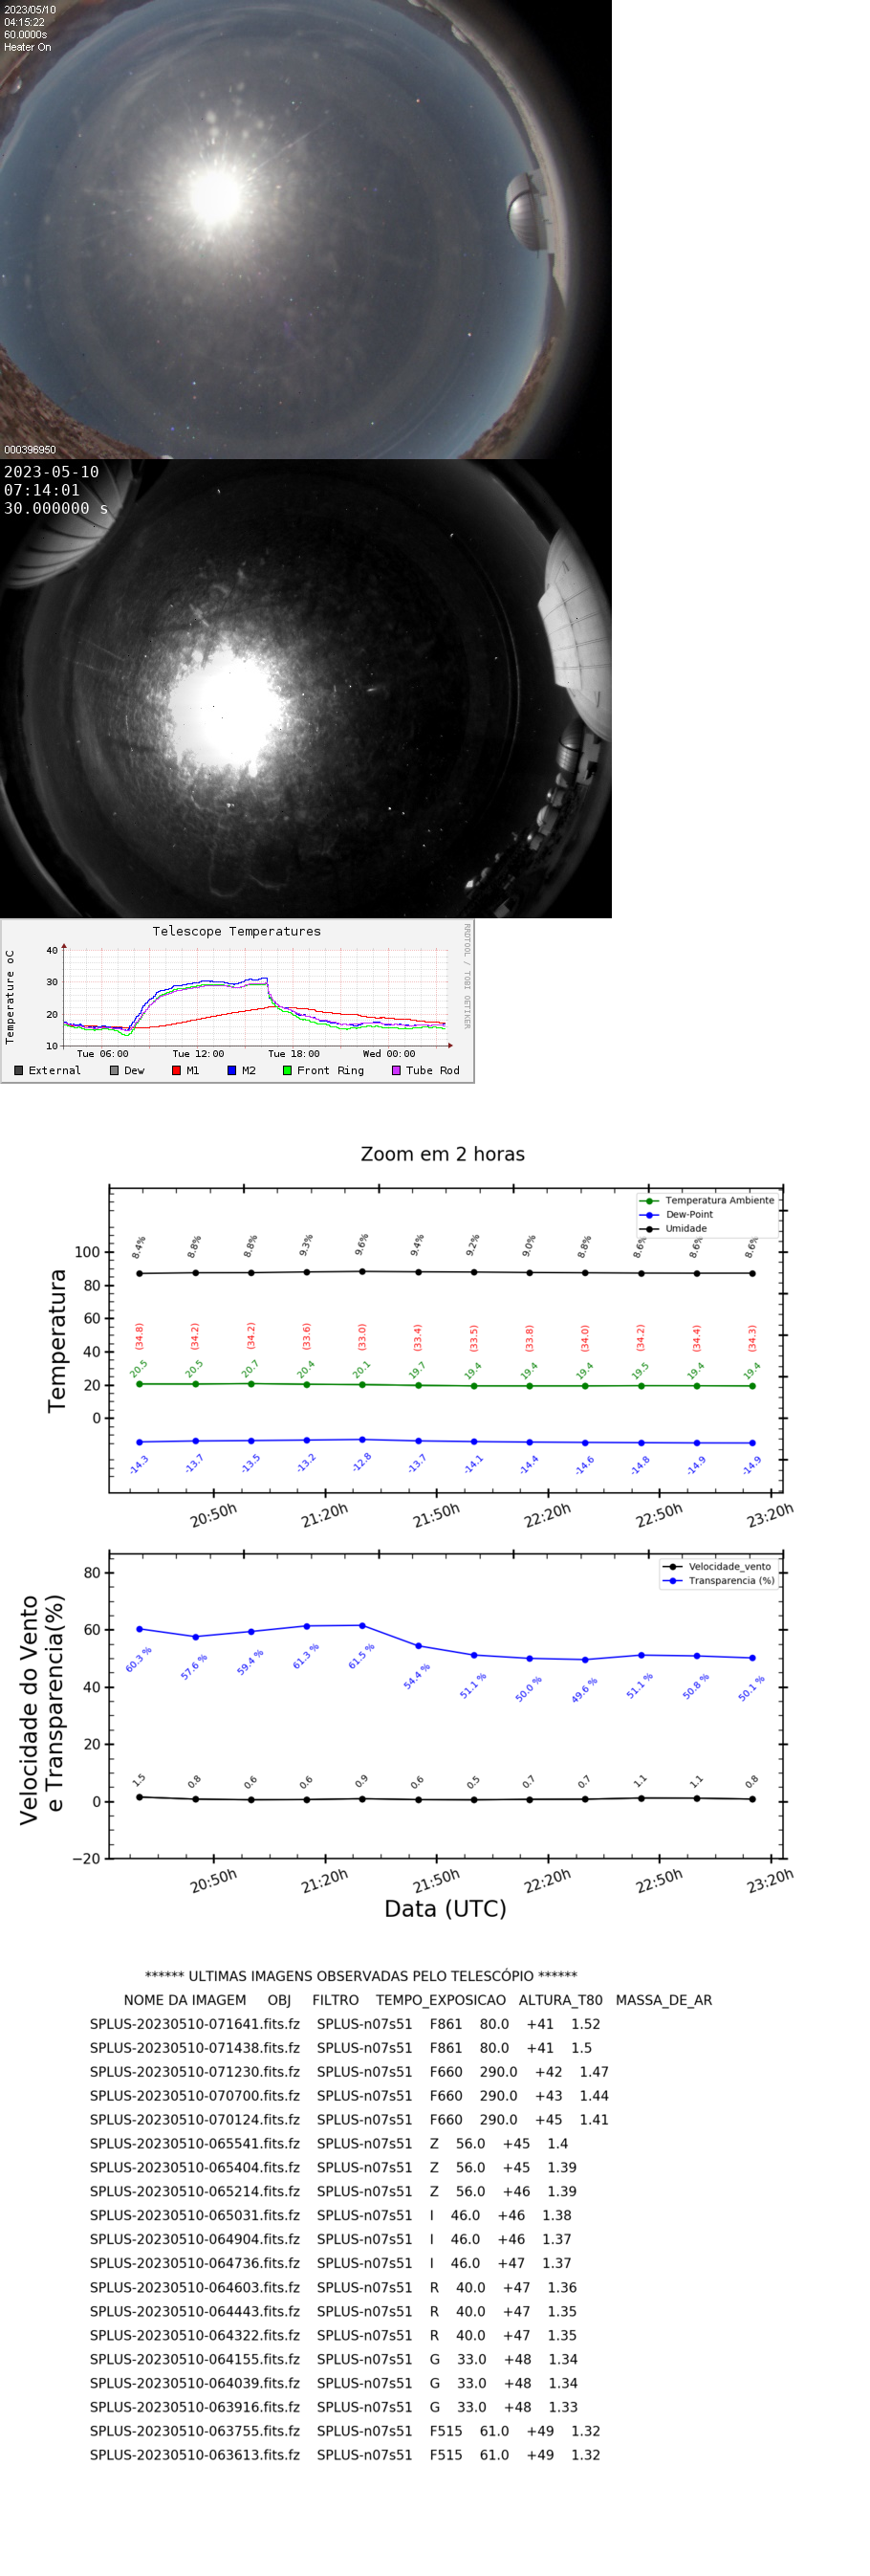 2023/05/10
04:15:22
60.0000s
Heater On
000396950
2023-05-10
07:14:01
30.000000 s
Telescope Temperatures
RRDTOOL / TOBI OETIKER
Temperature oC
40
30
20
10
Tue 06:00 Tue 12:00 Tue 18:00 Wed 00:00
External Dew M1 M2 Front Ring Tube Rod
Zoom em 2 horas
Temperatura Ambiente
Dew-Point
Umidade
Temperatura
100
80
60
40
20
0
8.4% 8.8% 8.8% 9.3% 9.6% 9.4% 9.2% 9.0% 8.8% 8.6% 8.6% 8.6%
(34.8) (34.2) (34.2) (33.6) (33.0) (33.4) (33.5) (33.8) (34.0) (34.2) (34.4) (34.3)
20.5 20.5 20.7 20.4 20.1 19.7 19.4 19.4 19.4 19.5 19.4 19.4
-14.3 -13.7 -13.5 -13.2 -12.8 -13.7 -14.1 -14.4 -14.6 -14.8 -14.9 -14.9
20:50h 21:20h 21:50h 22:20h 22:50h 23:20h
Velocidade_vento
Transparencia (%)
Velocidade do Vento
e Transparencia(%)
80
60
40
20
0
−20
60.3 % 57.6 % 59.4 % 61.3 % 61.5 % 54.4 % 51.1 % 50.0 % 49.6 % 51.1 % 50.8 % 50.1 %
1.5 0.8 0.6 0.6 0.9 0.6 0.5 0.7 0.7 1.1 1.1 0.8
20:50h 21:20h 21:50h 22:20h 22:50h 23:20h
Data (UTC)
****** ULTIMAS IMAGENS OBSERVADAS PELO TELESCÓPIO ******
NOME DA IMAGEM OBJ FILTRO TEMPO_EXPOSICAO ALTURA_T80 MASSA_DE_AR
SPLUS-20230510-071641.fits.fz SPLUS-n07s51 F861 80.0 +41 1.52
SPLUS-20230510-071438.fits.fz SPLUS-n07s51 F861 80.0 +41 1.5
SPLUS-20230510-071230.fits.fz SPLUS-n07s51 F660 290.0 +42 1.47
SPLUS-20230510-070700.fits.fz SPLUS-n07s51 F660 290.0 +43 1.44
SPLUS-20230510-070124.fits.fz SPLUS-n07s51 F660 290.0 +45 1.41
SPLUS-20230510-065541.fits.fz SPLUS-n07s51 Z 56.0 +45 1.4
SPLUS-20230510-065404.fits.fz SPLUS-n07s51 Z 56.0 +45 1.39
SPLUS-20230510-065214.fits.fz SPLUS-n07s51 Z 56.0 +46 1.39
SPLUS-20230510-065031.fits.fz SPLUS-n07s51 I 46.0 +46 1.38
SPLUS-20230510-064904.fits.fz SPLUS-n07s51 I 46.0 +46 1.37
SPLUS-20230510-064736.fits.fz SPLUS-n07s51 I 46.0 +47 1.37
SPLUS-20230510-064603.fits.fz SPLUS-n07s51 R 40.0 +47 1.36
SPLUS-20230510-064443.fits.fz SPLUS-n07s51 R 40.0 +47 1.35
SPLUS-20230510-064322.fits.fz SPLUS-n07s51 R 40.0 +47 1.35
SPLUS-20230510-064155.fits.fz SPLUS-n07s51 G 33.0 +48 1.34
SPLUS-20230510-064039.fits.fz SPLUS-n07s51 G 33.0 +48 1.34
SPLUS-20230510-063916.fits.fz SPLUS-n07s51 G 33.0 +48 1.33
SPLUS-20230510-063755.fits.fz SPLUS-n07s51 F515 61.0 +49 1.32
SPLUS-20230510-063613.fits.fz SPLUS-n07s51 F515 61.0 +49 1.32